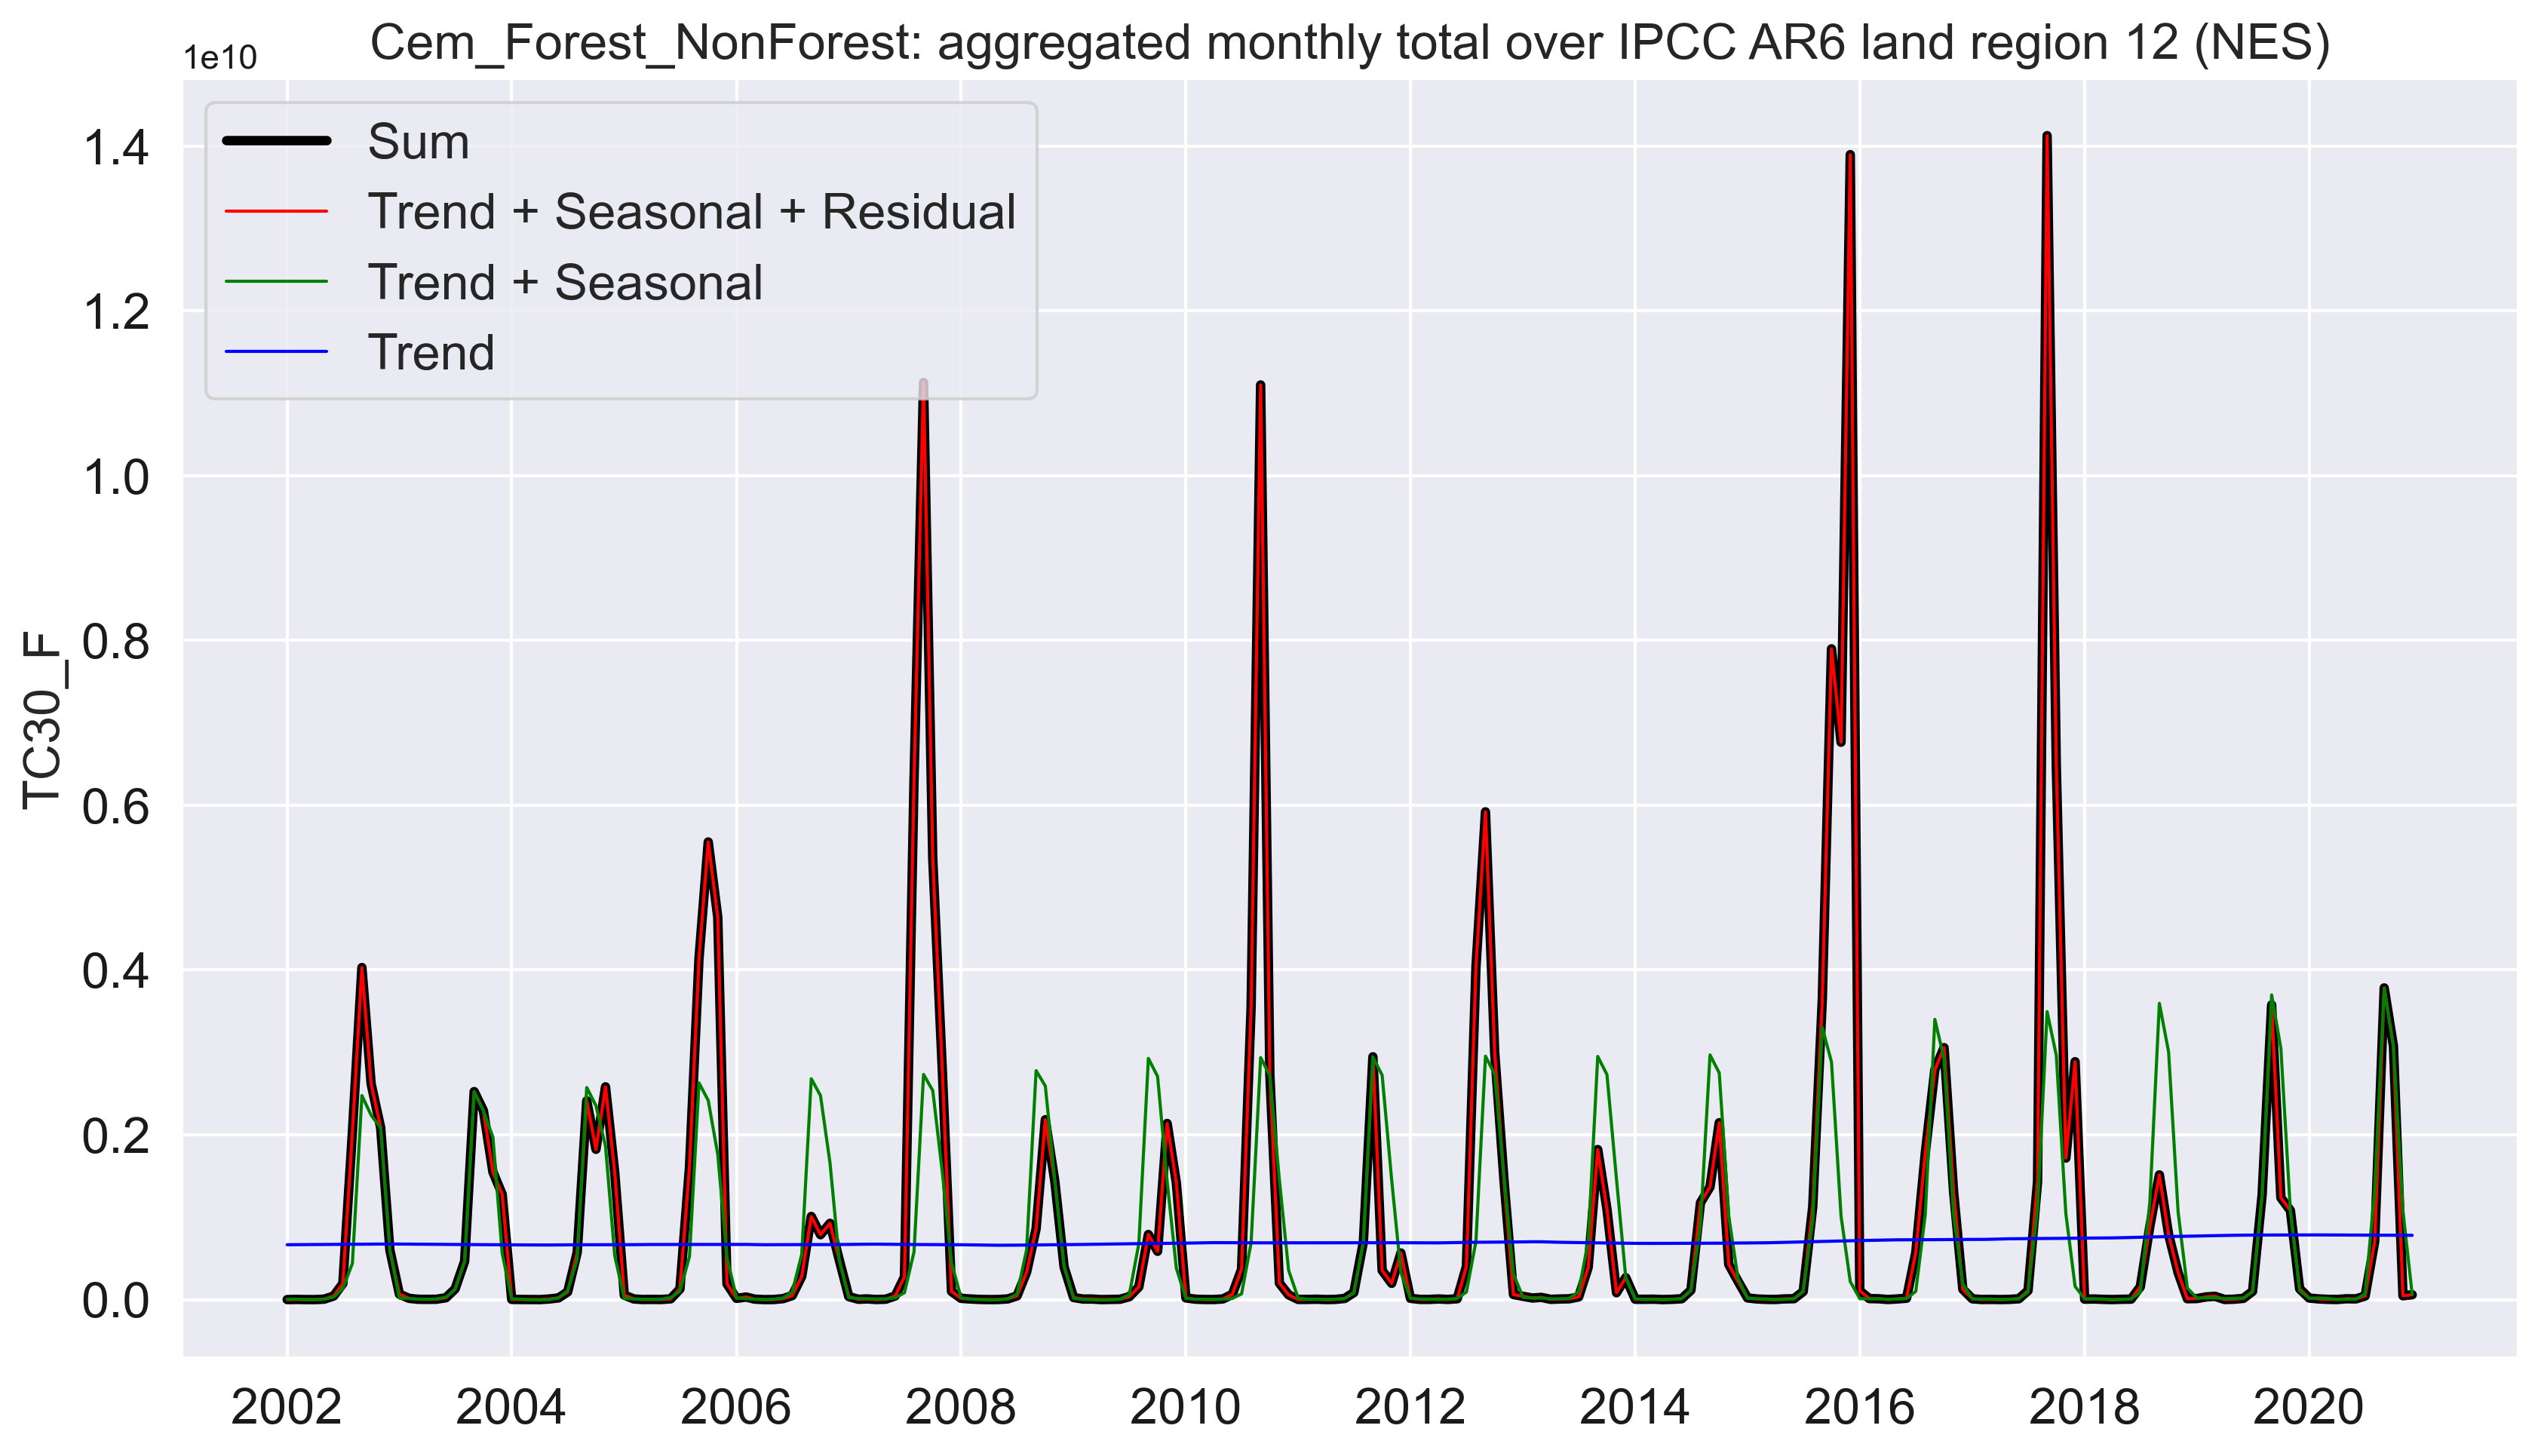 Cem_Forest_NonForest: aggregated monthly total over IPCC AR6 land region 12 (NES)
1e10
Sum
Trend + Seasonal + Residual
Trend + Seasonal
Trend
1.4
1.2
1.0
0.8
0.6
0.4
0.2
0.0
TC30_F
2002 2004 2006 2008 2010 2012 2014 2016 2018 2020